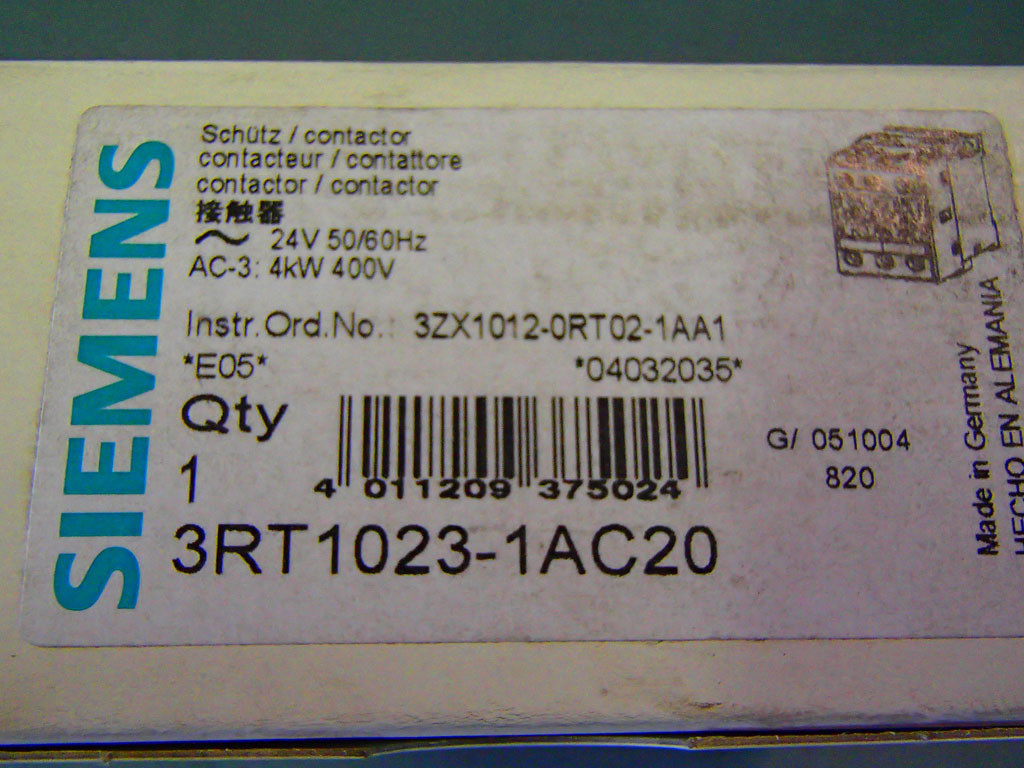 SIEMENS
Schütz / contactor
contacteur / contattore
contactor / contactor
接触器
～ 24V 50/60Hz
AC-3: 4kW 400V
Instr.Ord.No.: 3ZX1012-0RT02-1AA1
*E05* *04032035*
Qty
1
4 011209 375024
3RT1023-1AC20
G/ 051004
820
Made in Germany
HECHO EN ALEMANIA